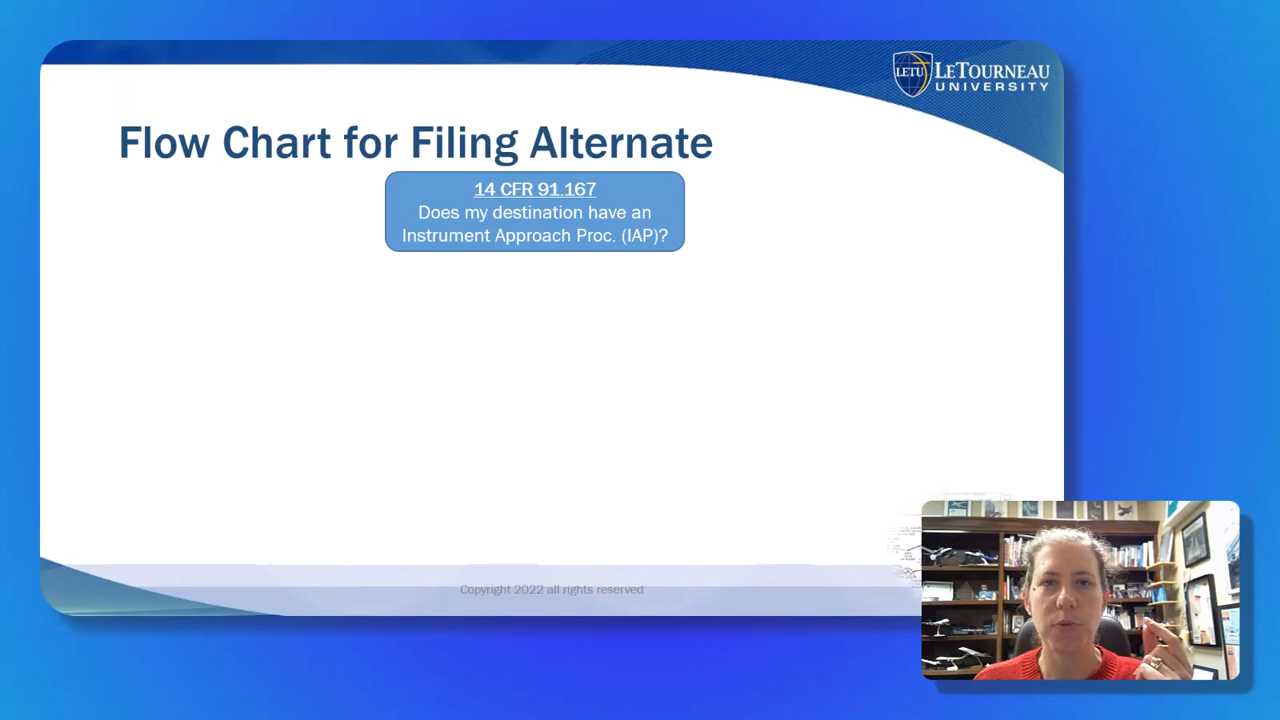 LETU
LETOURNEAU
UNIVERSITY
Flow Chart for Filing Alternate
14 CFR 91.167
Does my destination have an
Instrument Approach Proc. (IAP)?
Copyright 2022 all rights reserved